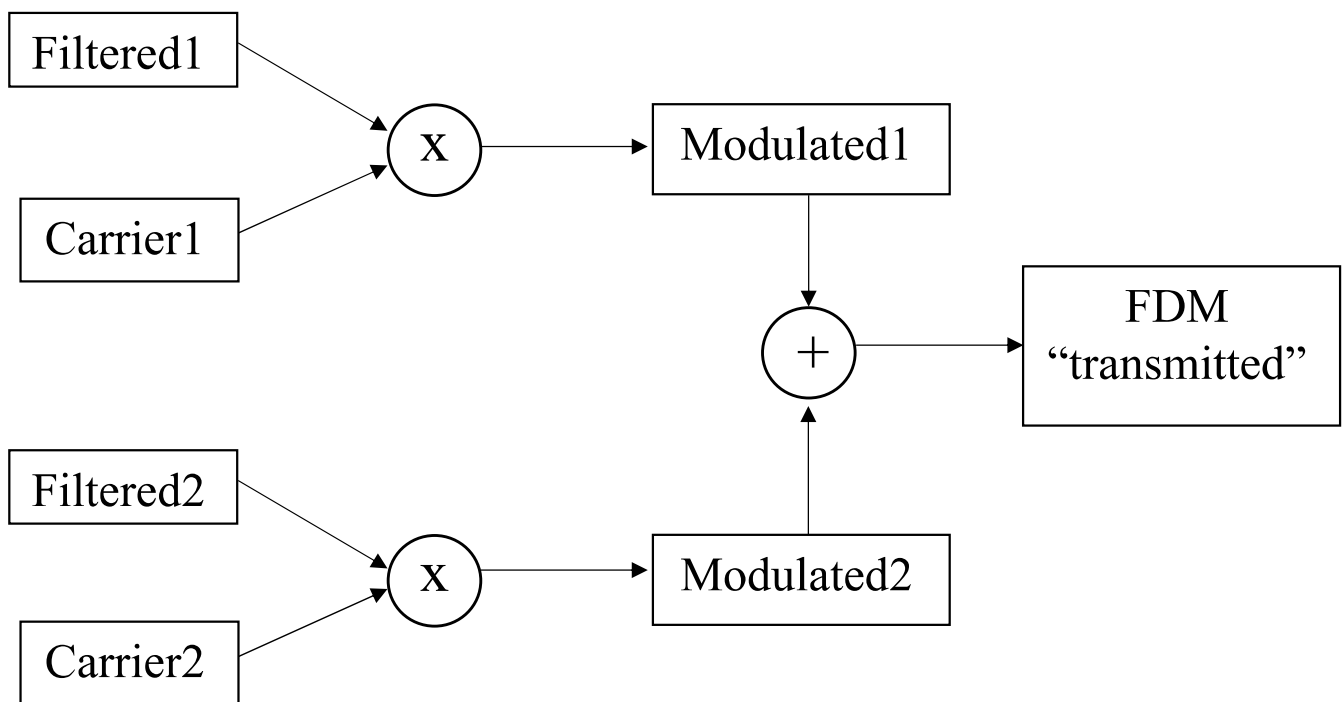 Filtered1
x
Modulated1
Carrier1
FDM
“transmitted”
+
Filtered2
x
Modulated2
Carrier2